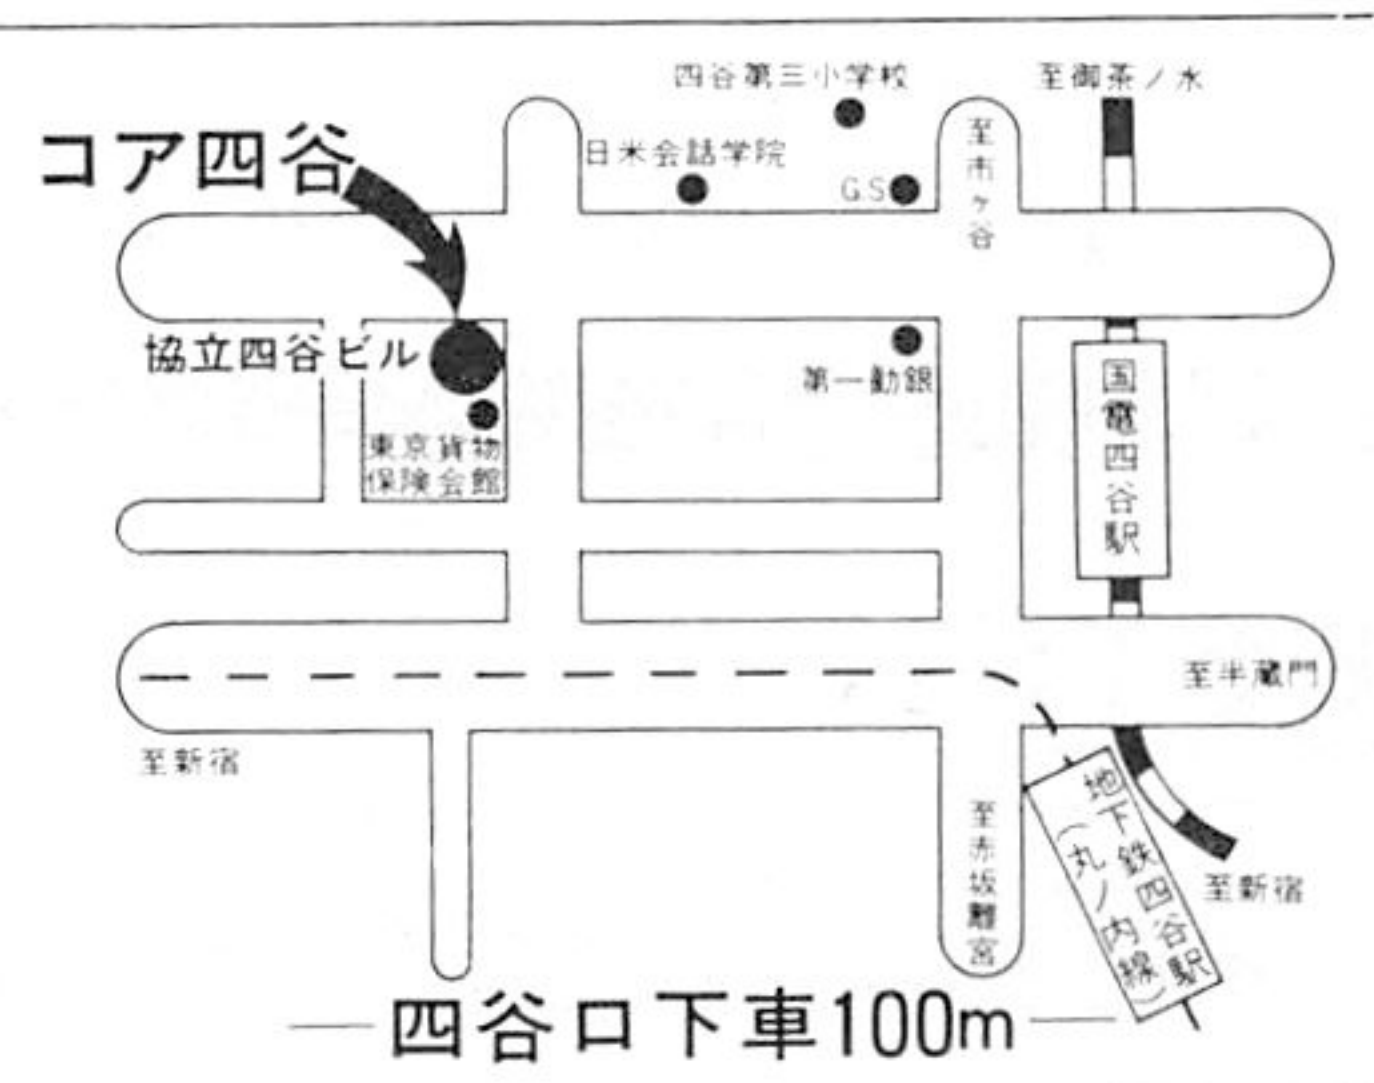 四谷第三小学校
至御茶ノ水
コア四谷
日米会話学院
G.S
至市ヶ谷
協立四谷ビル
第一勧銀
国電四谷駅
東京貨物
保険会館
至半蔵門
至新宿
至赤坂離宮
地下鉄四谷駅
(丸ノ内線)
至新宿
四谷口下車100m